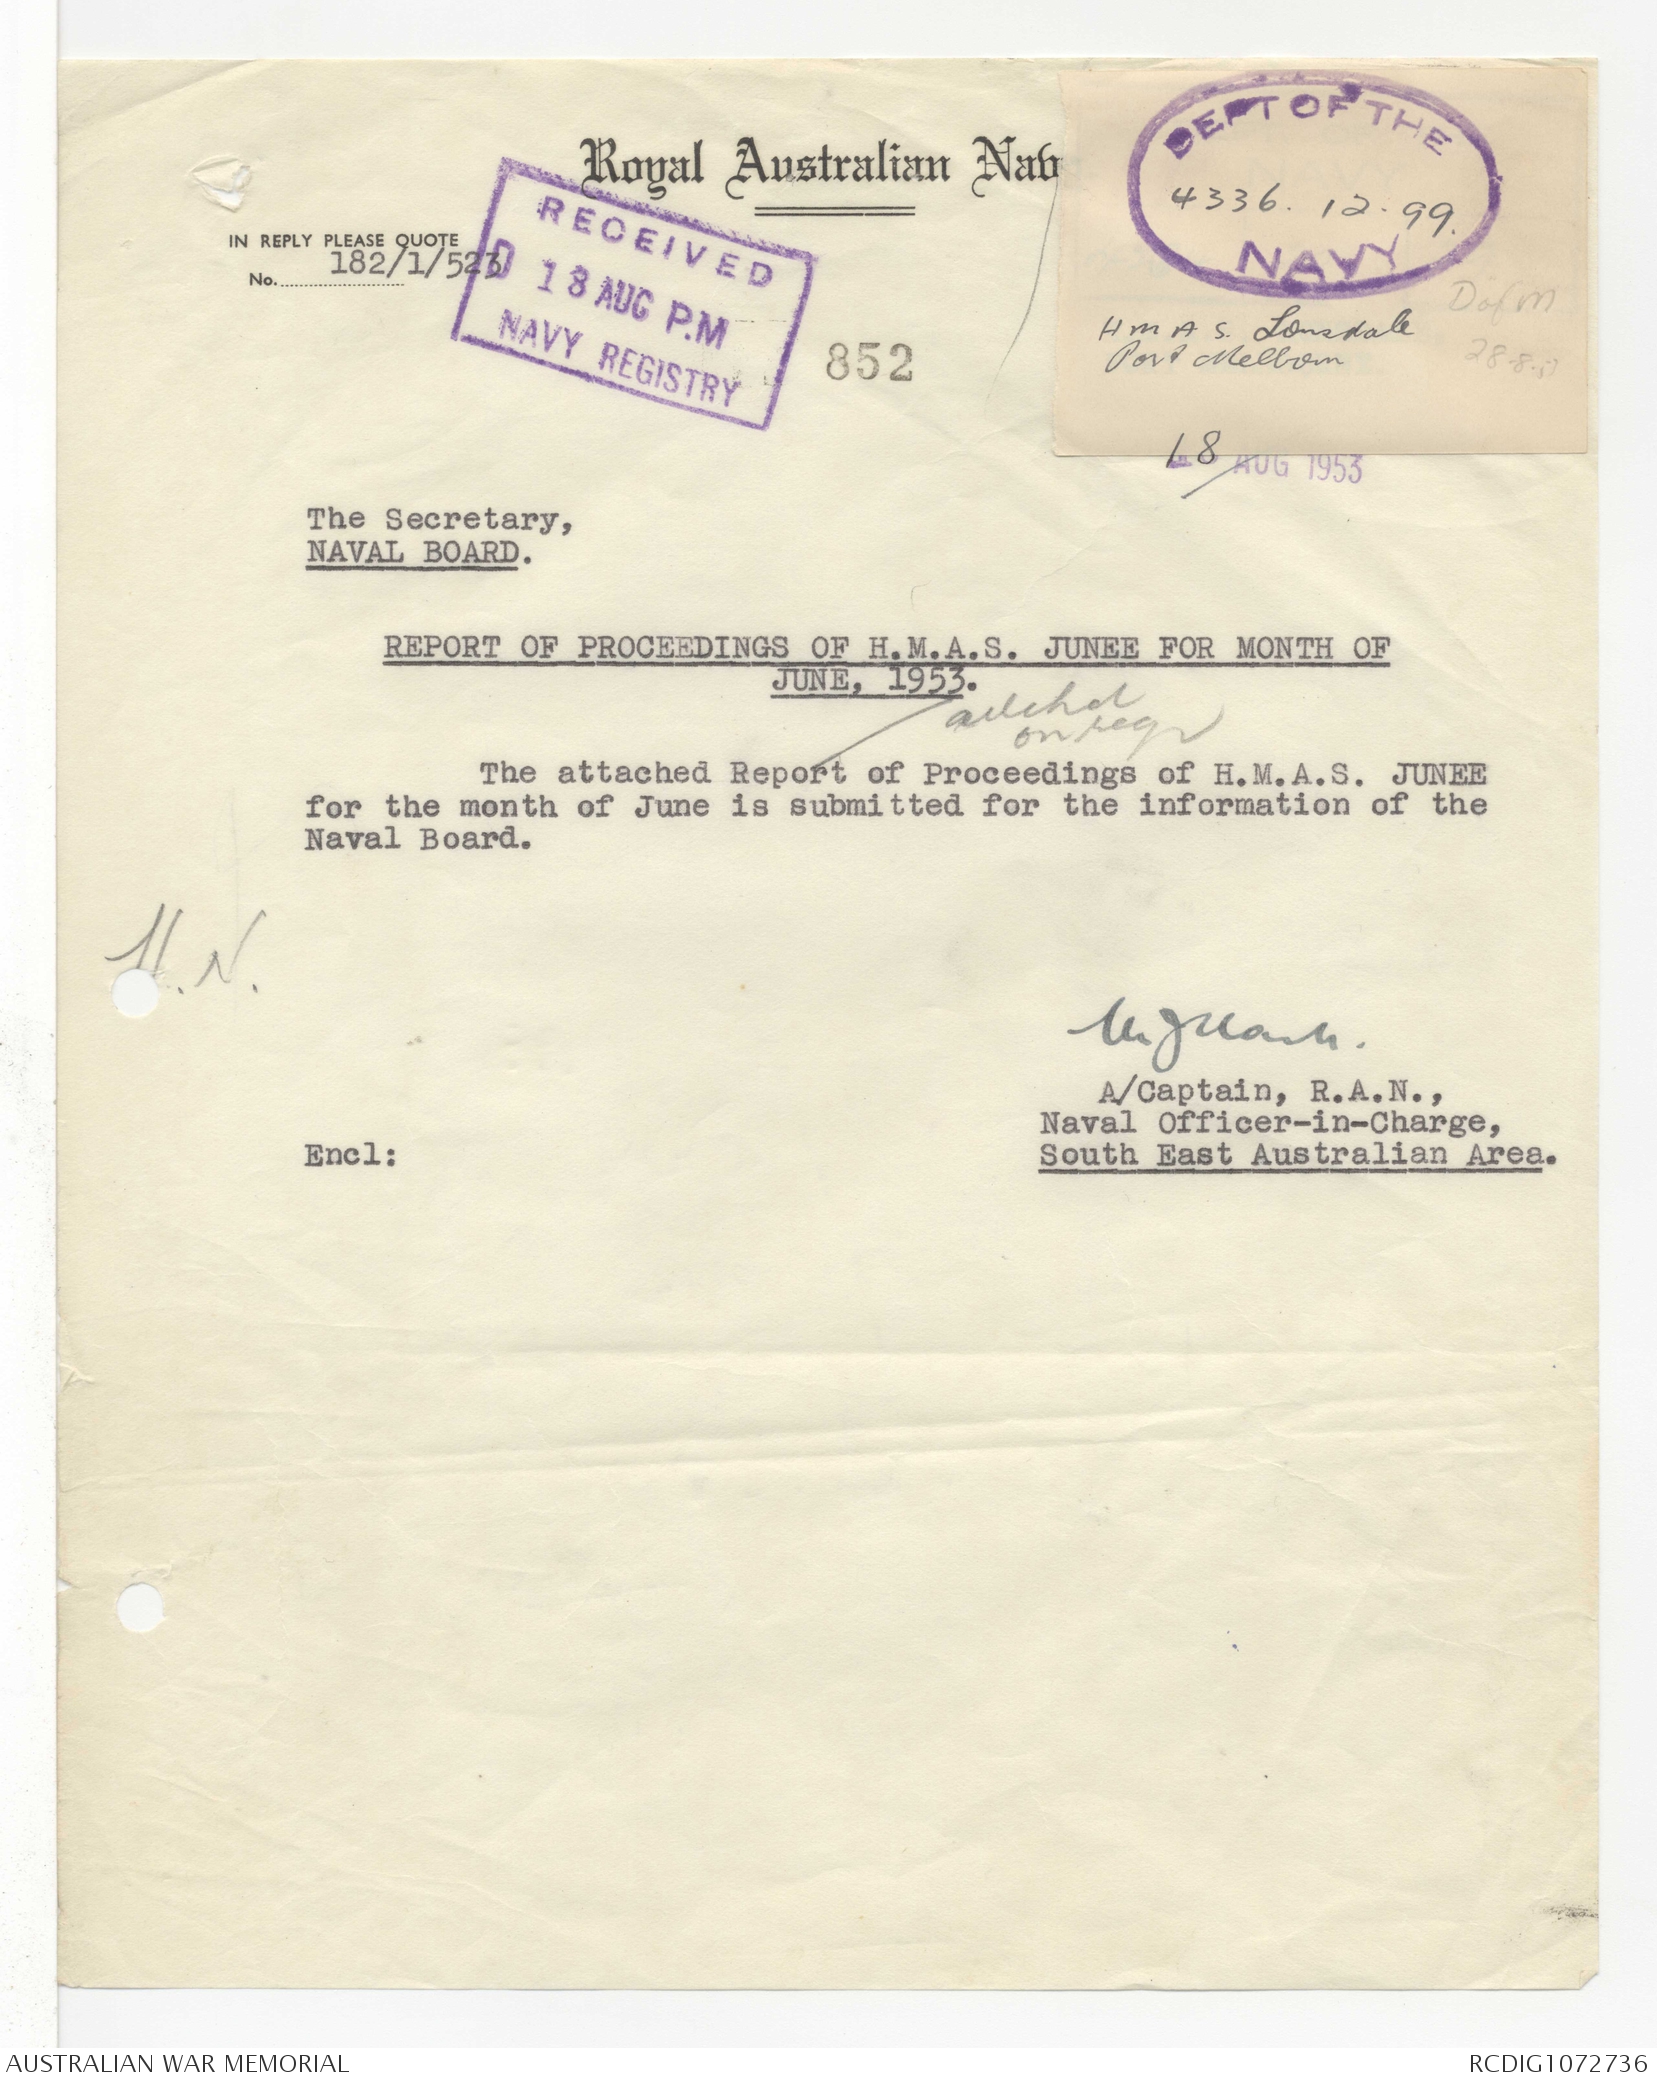 Royal Australian Nav
DEPT OF THE
4336. 12. 99.
NAVY
H M A S. Lonsdale
Port Melbourn
D of M
28-8-
IN REPLY PLEASE QUOTE
No. 182/1/523
RECEIVED
D 18 AUG P.M
NAVY REGISTRY
852
18 AUG 1953
The Secretary,
NAVAL BOARD.
REPORT OF PROCEEDINGS OF H.M.A.S. JUNEE FOR MONTH OF
JUNE, 1953.
The attached Report of Proceedings of H.M.A.S. JUNEE
for the month of June is submitted for the information of the
Naval Board.
H.N.
A/Captain, R.A.N.,
Naval Officer-in-Charge,
South East Australian Area.
Encl:
AUSTRALIAN WAR MEMORIAL
RCDIG1072736